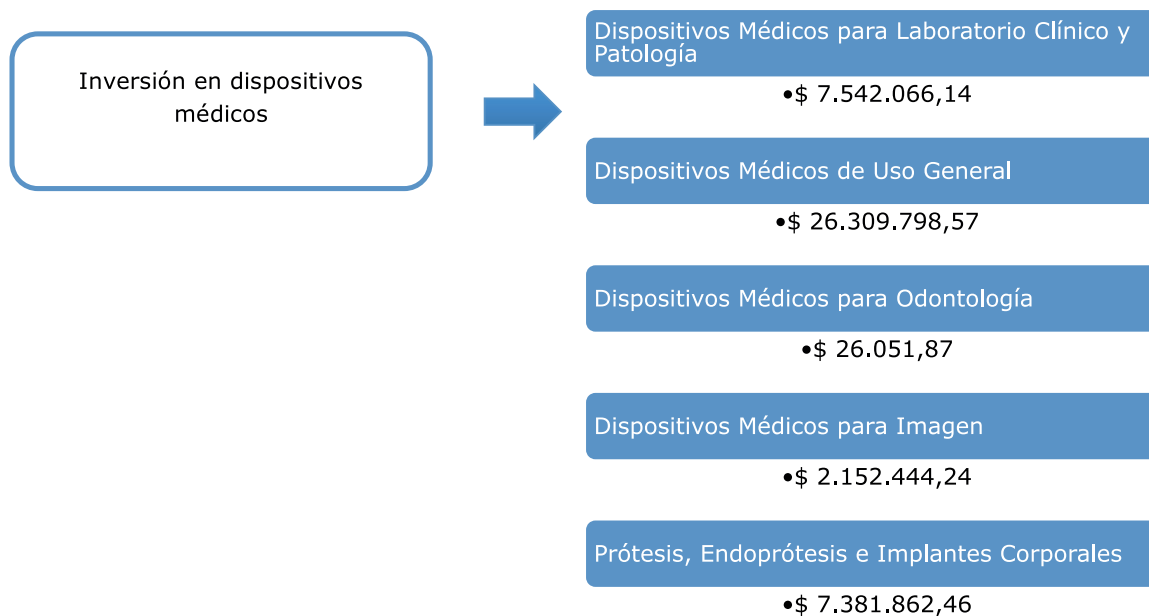 Inversión en dispositivos
médicos
Dispositivos Médicos para Laboratorio Clínico y
Patología
•$ 7.542.066,14
Dispositivos Médicos de Uso General
•$ 26.309.798,57
Dispositivos Médicos para Odontología
•$ 26.051,87
Dispositivos Médicos para Imagen
•$ 2.152.444,24
Prótesis, Endoprótesis e Implantes Corporales
•$ 7.381.862,46